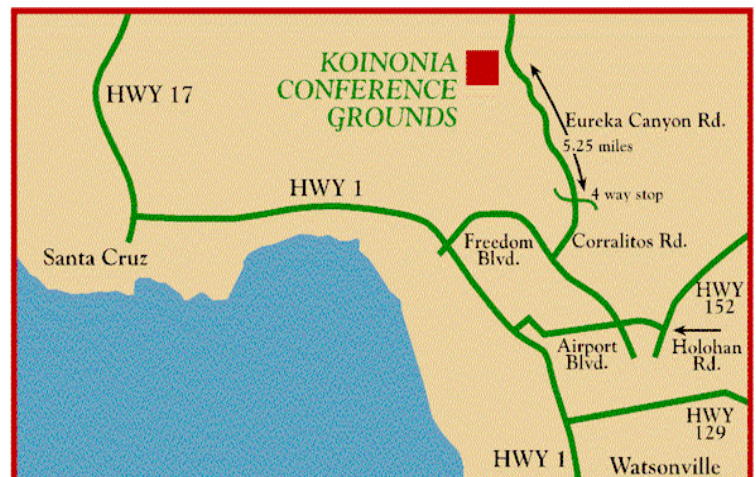 KOINONIA
CONFERENCE
GROUNDS
HWY 17
Eureka Canyon Rd.
5.25 miles
4 way stop
HWY 1
Santa Cruz
Freedom
Blvd.
Corralitos Rd.
HWY
152
Airport
Blvd.
Holohan
Rd.
HWY
129
HWY 1
Watsonville